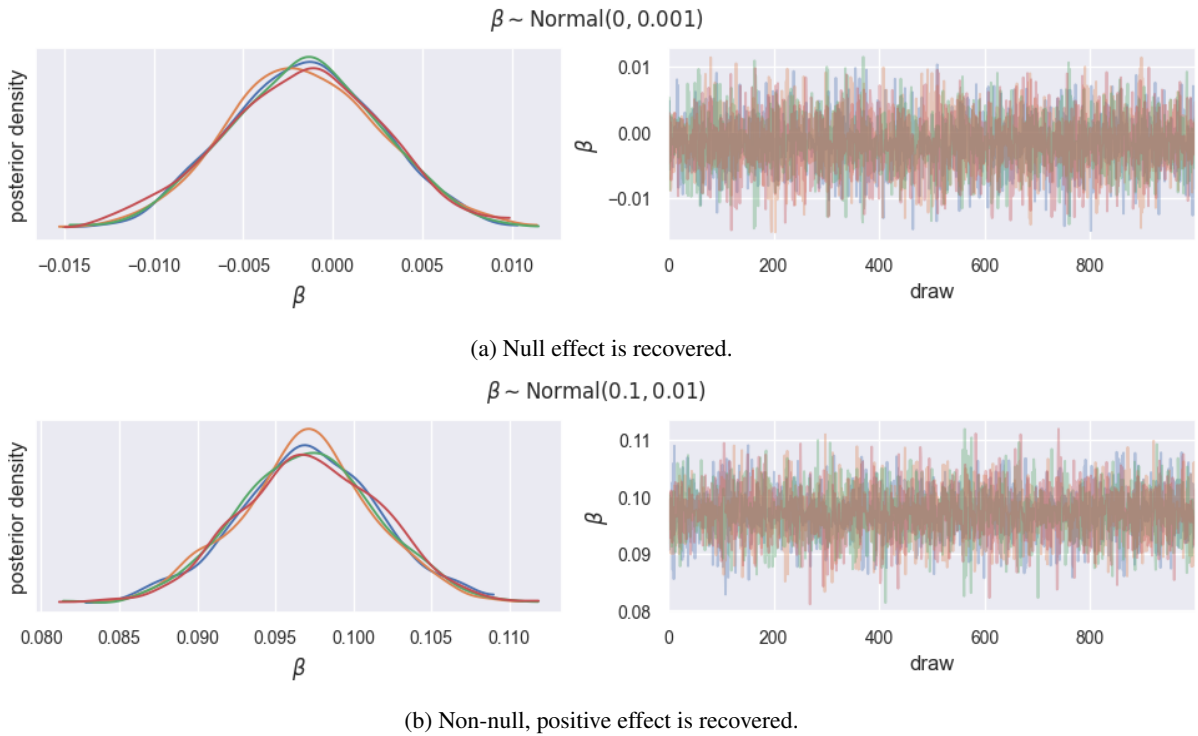 β ~ Normal(0, 0.001)
posterior density
−0.015 −0.010 −0.005 0.000 0.005 0.010
β
β
0.01
0.00
−0.01
0 200 400 600 800
draw
(a) Null effect is recovered.
β ~ Normal(0.1, 0.01)
posterior density
0.080 0.085 0.090 0.095 0.100 0.105 0.110
β
β
0.11
0.10
0.09
0.08
0 200 400 600 800
draw
(b) Non-null, positive effect is recovered.